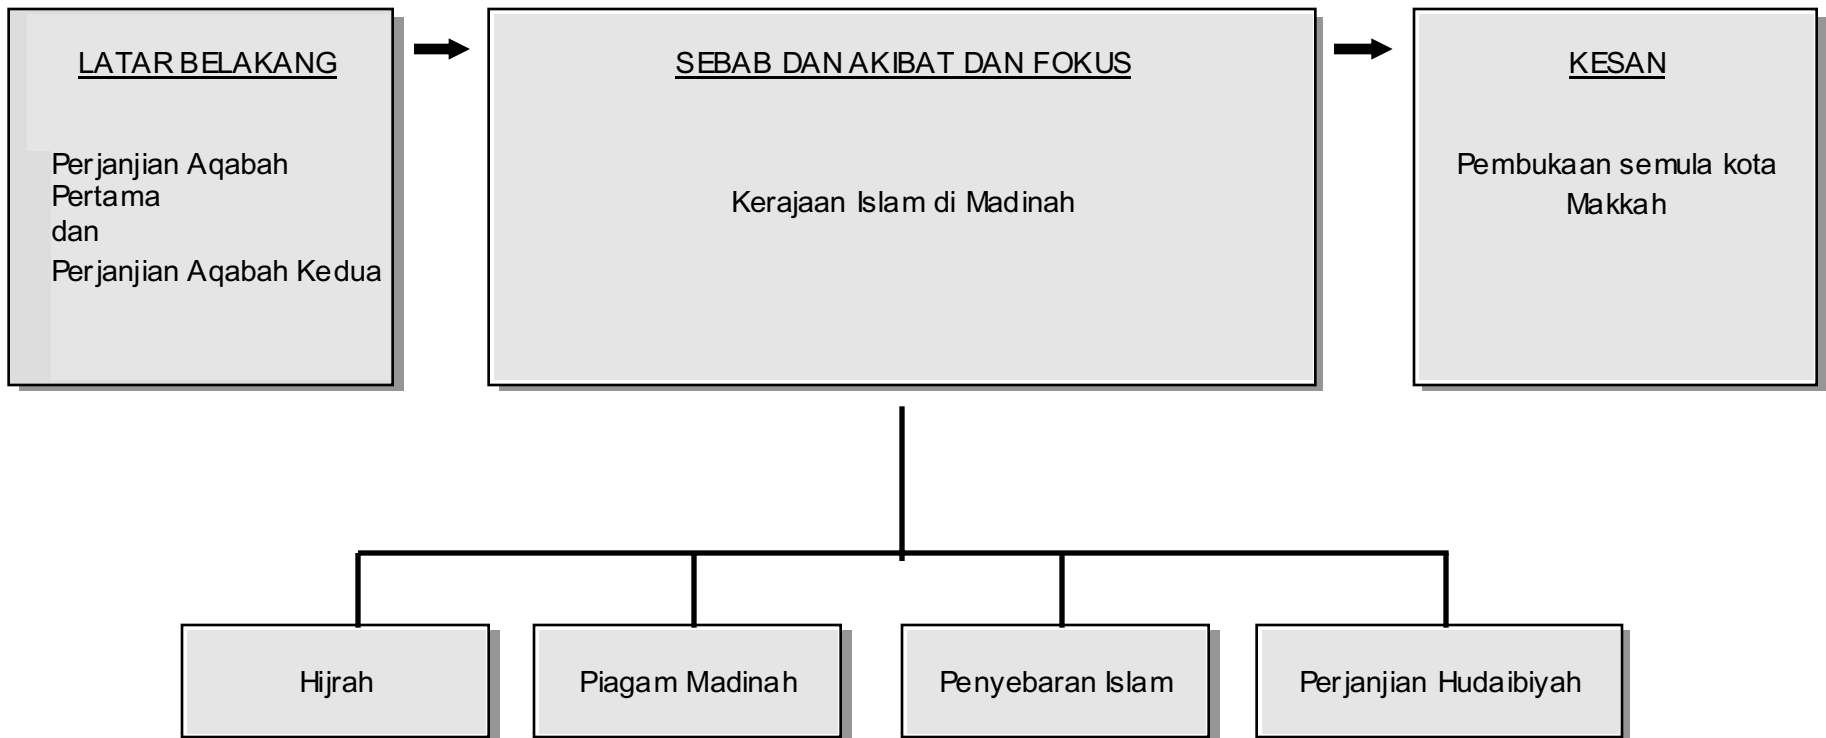 LATAR BELAKANG
Perjanjian Aqabah
Pertama
dan
Perjanjian Aqabah Kedua
SEBAB DAN AKIBAT DAN FOKUS
Kerajaan Islam di Madinah
KESAN
Pembukaan semula kota
Makkah
Hijrah
Piagam Madinah
Penyebaran Islam
Perjanjian Hudaibiyah